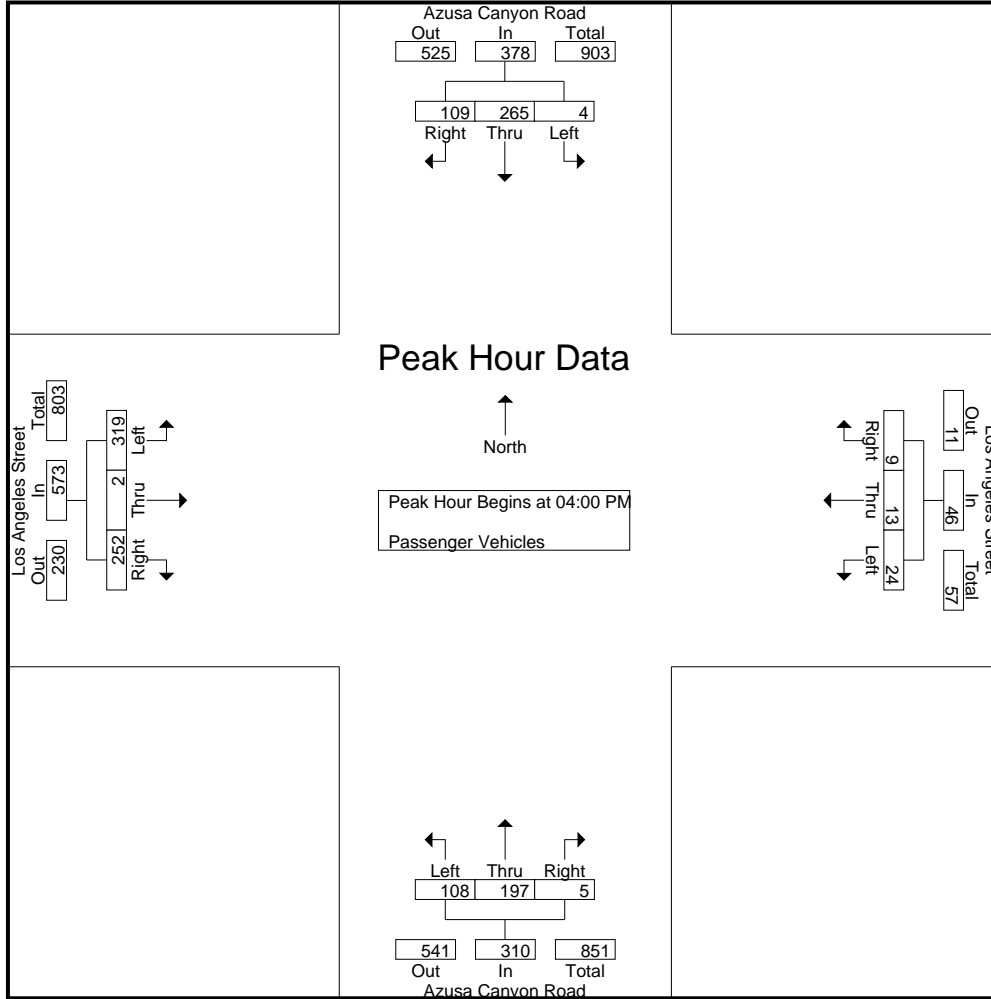 Azusa Canyon Road
Out In Total
525 378 903
109 265 4
Right Thru Left
Peak Hour Data
North
Peak Hour Begins at 04:00 PM
Passenger Vehicles
Los Angeles Street
Total In Out
803 573 230
319 2 252
Left Thru Right
Los Angeles Street
Out In Total
11 46 57
9 13 24
Right Thru Left
Left Thru Right
108 197 5
541 310 851
Out In Total
Azusa Canyon Road